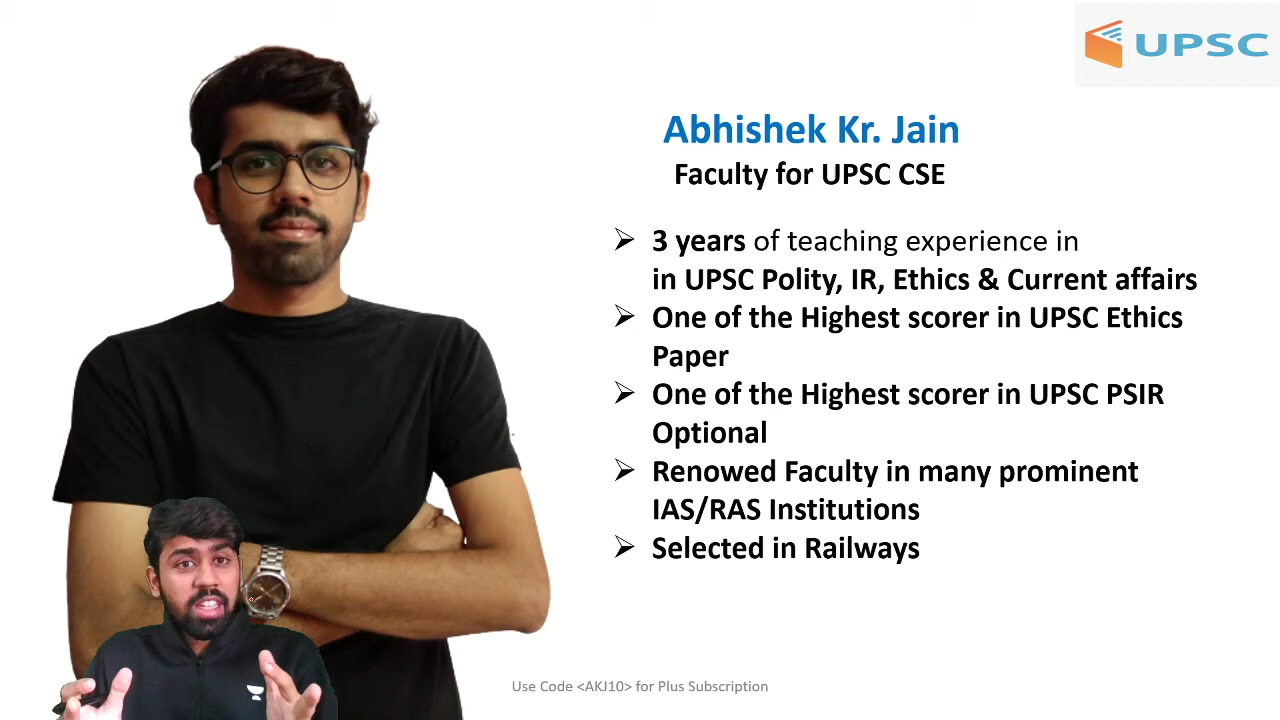 UPSC
Abhishek Kr. Jain
Faculty for UPSC CSE
3 years of teaching experience in
in UPSC Polity, IR, Ethics & Current affairs
One of the Highest scorer in UPSC Ethics
Paper
One of the Highest scorer in UPSC PSIR
Optional
Renowed Faculty in many prominent
IAS/RAS Institutions
Selected in Railways
Use Code <AKJ10> for Plus Subscription